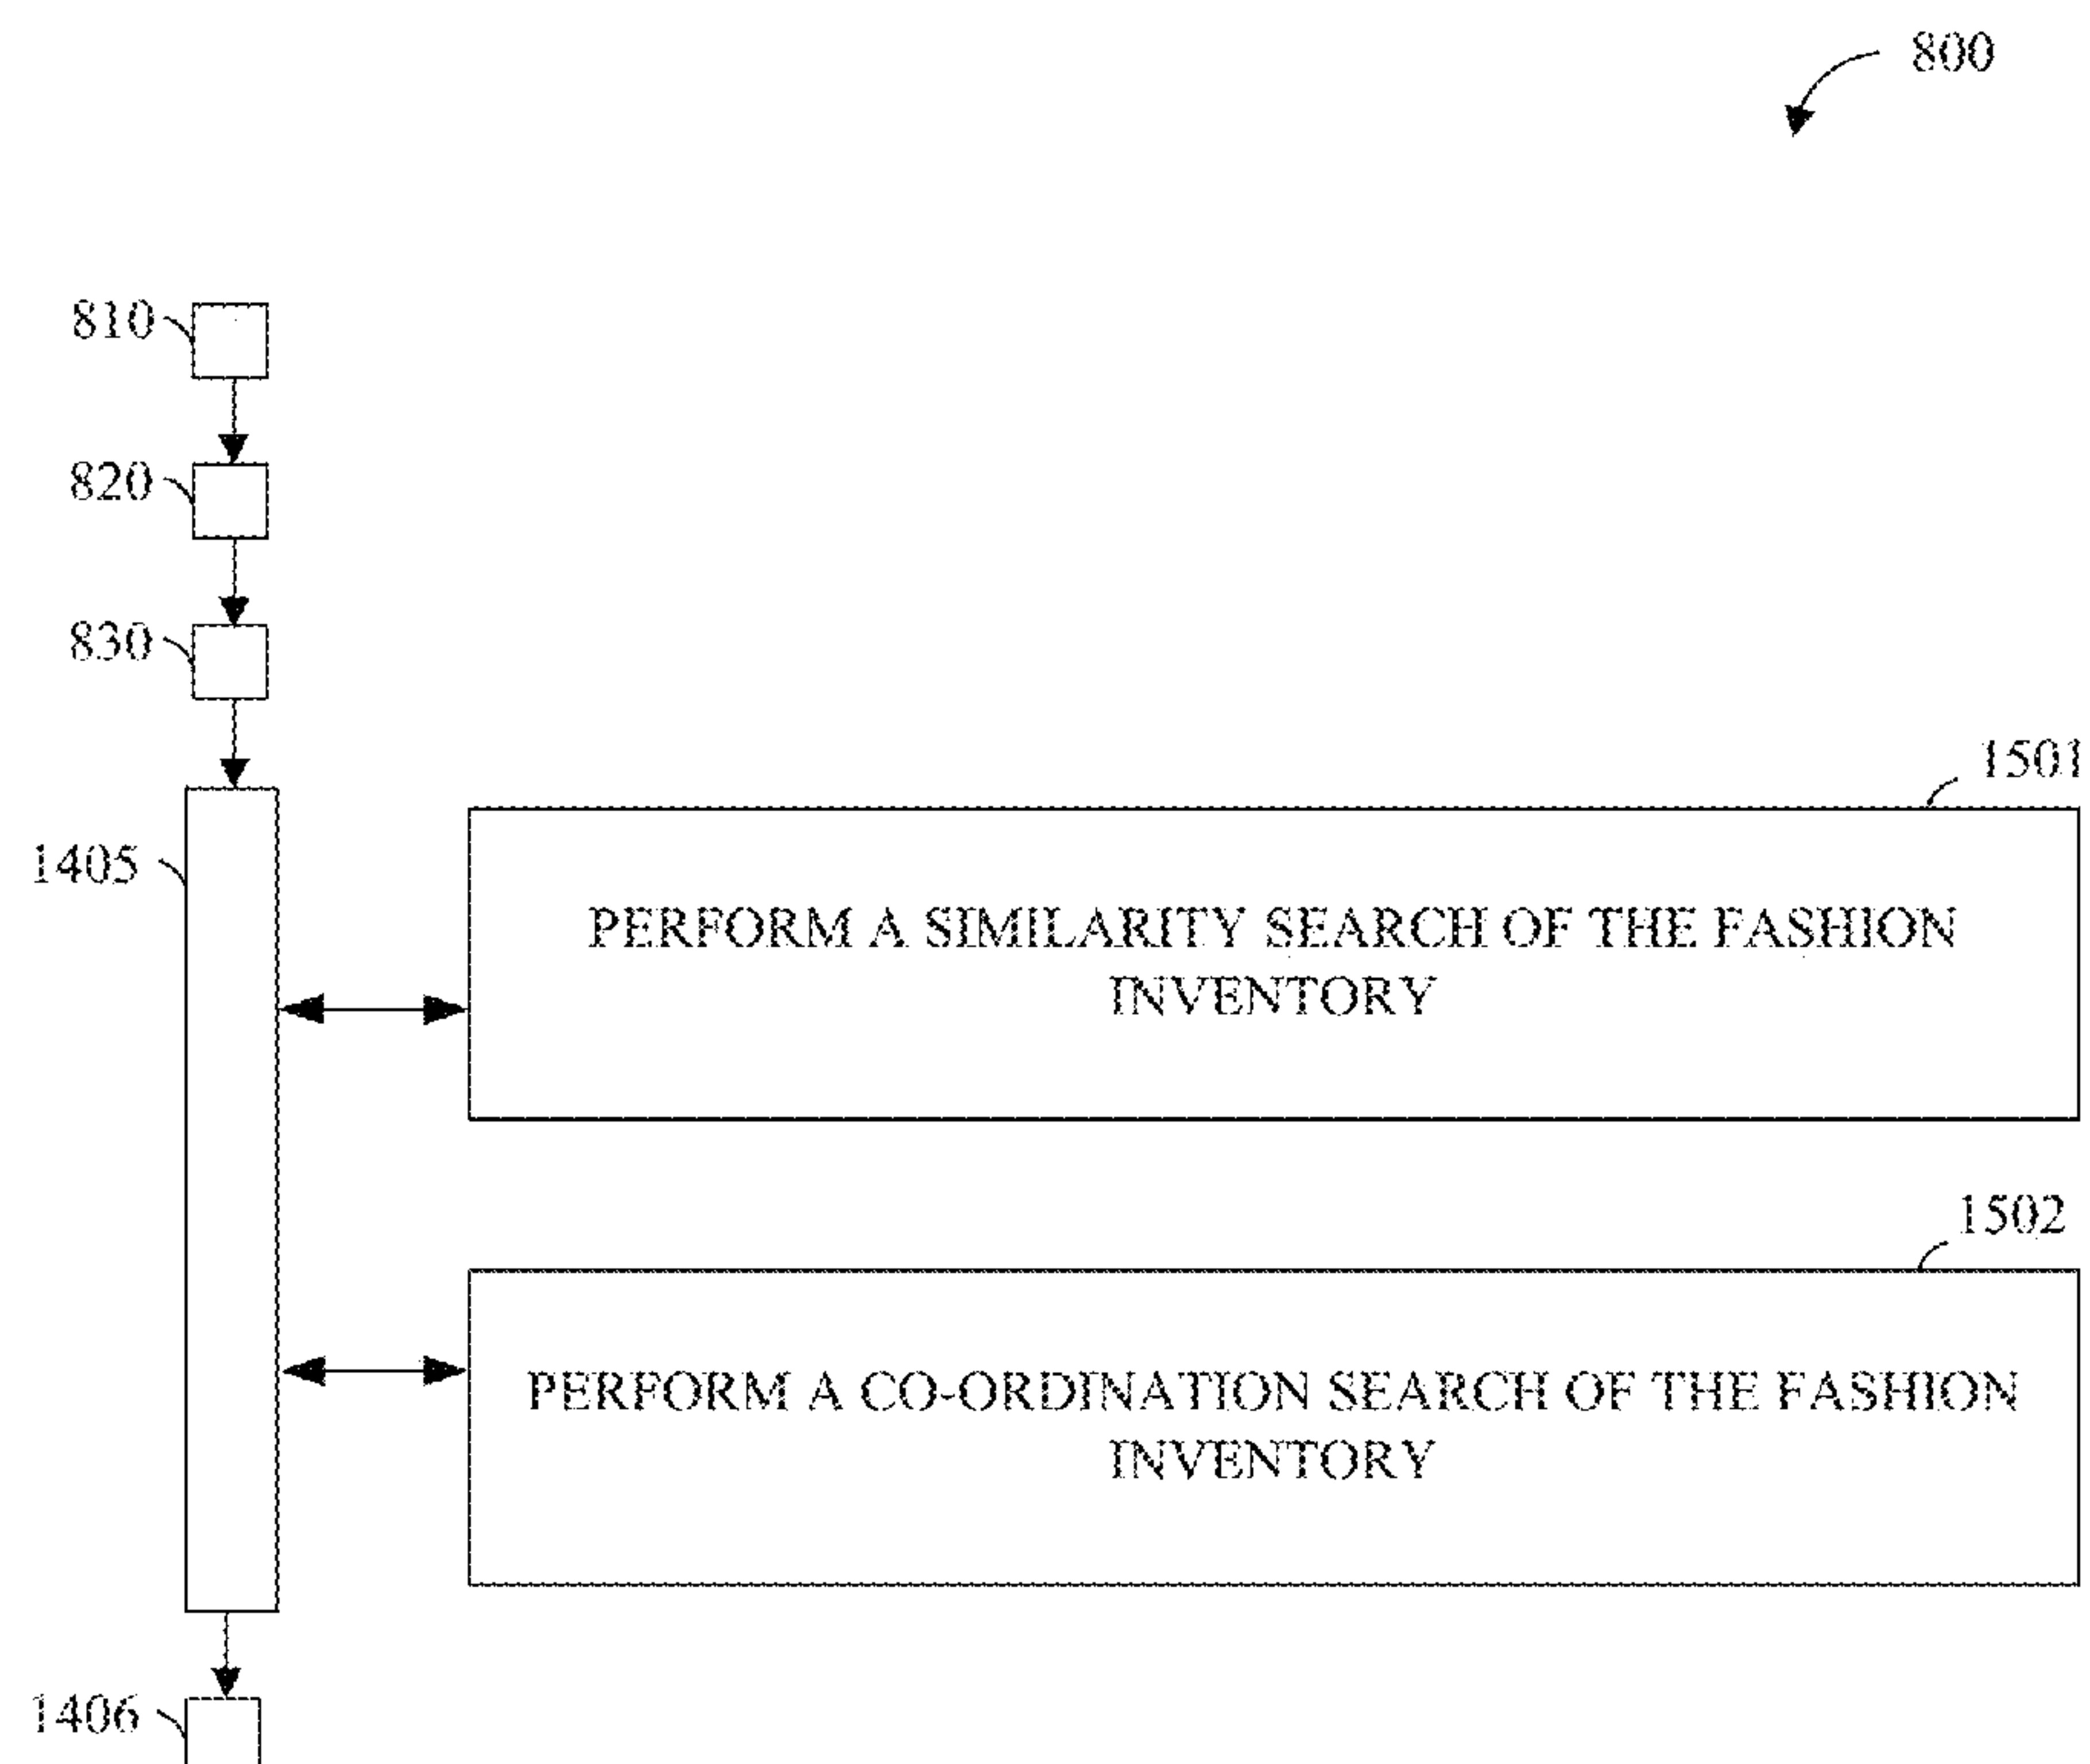 800
810
820
830
1501
1405
PERFORM A SIMILARITY SEARCH OF THE FASHION
INVENTORY
1502
PERFORM A CO-ORDINATION SEARCH OF THE FASHION
INVENTORY
1406